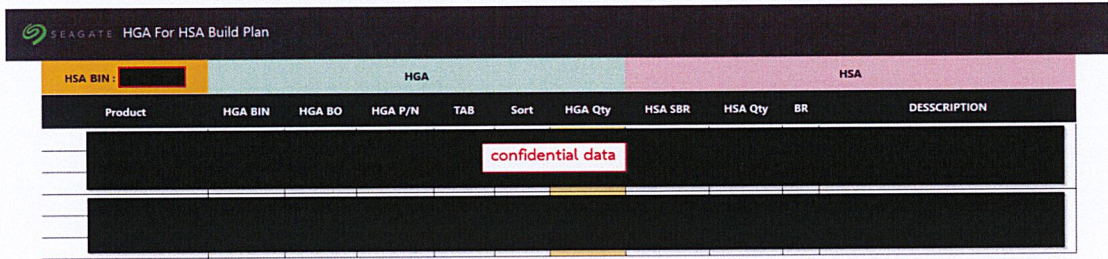 SEAGATE HGA For HSA Build Plan
HSA BIN : HGA HSA
Product HGA BIN HGA BO HGA P/N TAB Sort HGA Qty HSA SBR HSA Qty BR DESSCRIPTION
confidential data